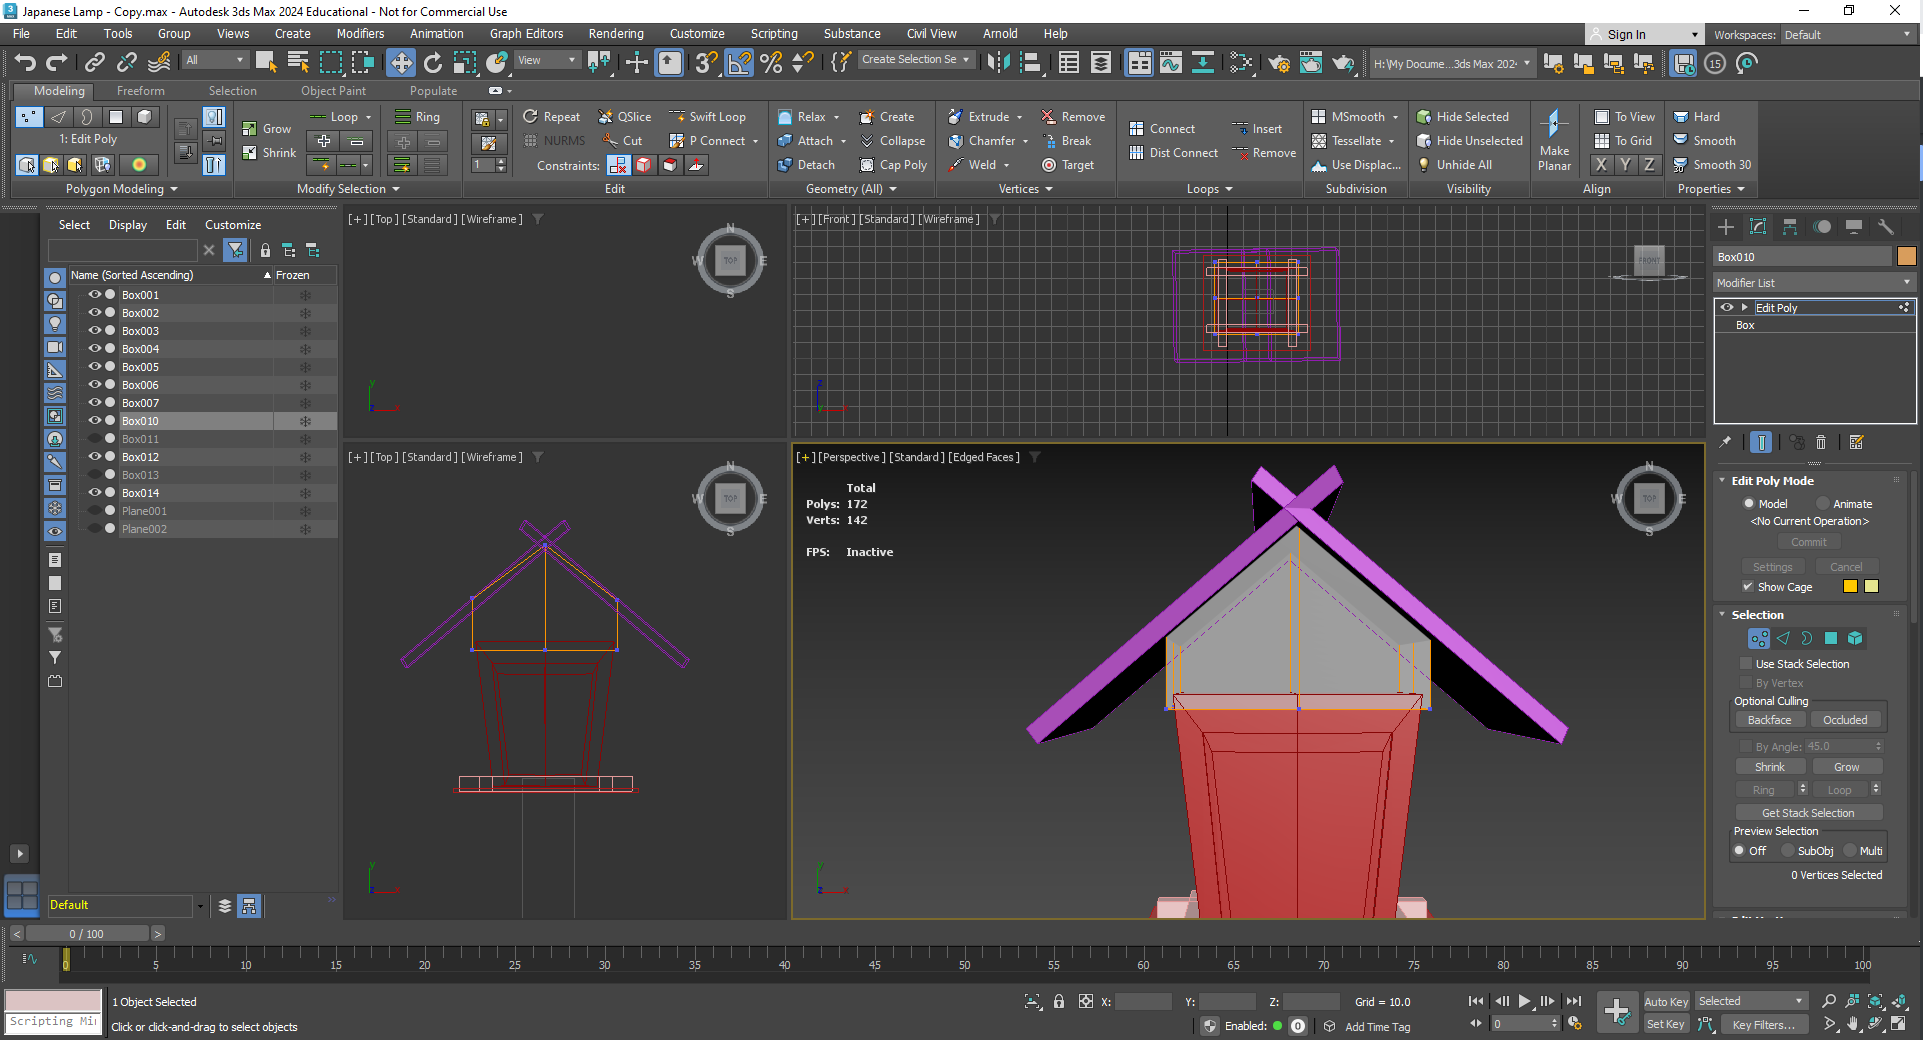 Japanese Lamp - Copy.max - Autodesk 3ds Max 2024 Educational - Not for Commercial Use
File Edit Tools Group Views Create Modifiers Animation Graph Editors Rendering Customize Scripting Substance Civil View Arnold Help
Sign In Workspaces: Default
All View Create Selection Se H:\My Docume...3ds Max 202 15
Modeling Freeform Selection Object Paint Populate
1: Edit Poly
Grow Loop Ring
Shrink
Repeat QSlice Swift Loop
NURMS Cut P Connect
1 Constraints:
Relax Create
Attach Collapse
Detach Cap Poly
Extrude Remove
Chamfer Break
Weld Target
Connect Insert
Dist Connect Remove
MSmooth
Tessellate
Use Displac...
Hide Selected
Hide Unselected
Unhide All
Make
Planar
To View
To Grid
X Y Z
Hard
Smooth
Smooth 30
Polygon Modeling Modify Selection Edit Geometry (All) Vertices Loops Subdivision Visibility Align Properties
Select Display Edit Customize
Name (Sorted Ascending) Frozen
Box001
Box002
Box003
Box004
Box005
Box006
Box007
Box010
Box011
Box012
Box013
Box014
Plane001
Plane002
Default
[+] [Top] [Standard] [Wireframe]
N
W TOP E
S
y
[+] [Front] [Standard] [Wireframe]
FRONT
z
[+] [Top] [Standard] [Wireframe]
N
W TOP E
S
y
[+] [Perspective] [Standard] [Edged Faces]
Total
Polys: 172
Verts: 142
FPS: Inactive
N
W TOP E
S
y
Box010
Modifier List
Edit Poly
Box
Edit Poly Mode
Model Animate
<No Current Operation>
Commit
Settings Cancel
Show Cage
Selection
Use Stack Selection
By Vertex
Optional Culling
Backface Occluded
By Angle: 45.0
Shrink Grow
Ring Loop
Get Stack Selection
Preview Selection
Off SubObj Multi
0 Vertices Selected
< 0 / 100 >
0 5 10 15 20 25 30 35 40 45 50 55 60 65 70 75 80 85 90 95 100
1 Object Selected
Scripting Mi
Click or click-and-drag to select objects
X: Y: Z: Grid = 10.0
Enabled: 0 Add Time Tag
0
Auto Key Selected
Set Key Key Filters...